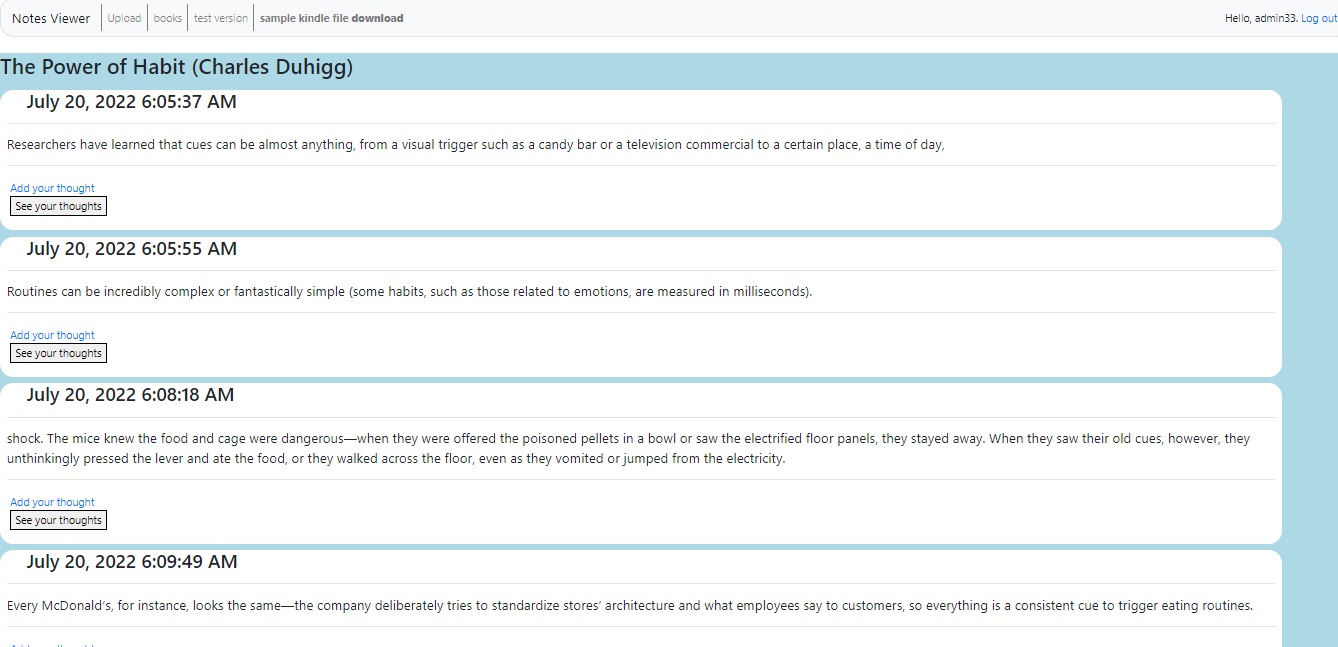 Notes Viewer Upload books test version sample kindle file download Hello, admin33. Log out
The Power of Habit (Charles Duhigg)
July 20, 2022 6:05:37 AM
Researchers have learned that cues can be almost anything, from a visual trigger such as a candy bar or a television commercial to a certain place, a time of day,
Add your thought
See your thoughts
July 20, 2022 6:05:55 AM
Routines can be incredibly complex or fantastically simple (some habits, such as those related to emotions, are measured in milliseconds).
Add your thought
See your thoughts
July 20, 2022 6:08:18 AM
shock. The mice knew the food and cage were dangerous—when they were offered the poisoned pellets in a bowl or saw the electrified floor panels, they stayed away. When they saw their old cues, however, they
unthinkingly pressed the lever and ate the food, or they walked across the floor, even as they vomited or jumped from the electricity.
Add your thought
See your thoughts
July 20, 2022 6:09:49 AM
Every McDonald’s, for instance, looks the same—the company deliberately tries to standardize stores’ architecture and what employees say to customers, so everything is a consistent cue to trigger eating routines.